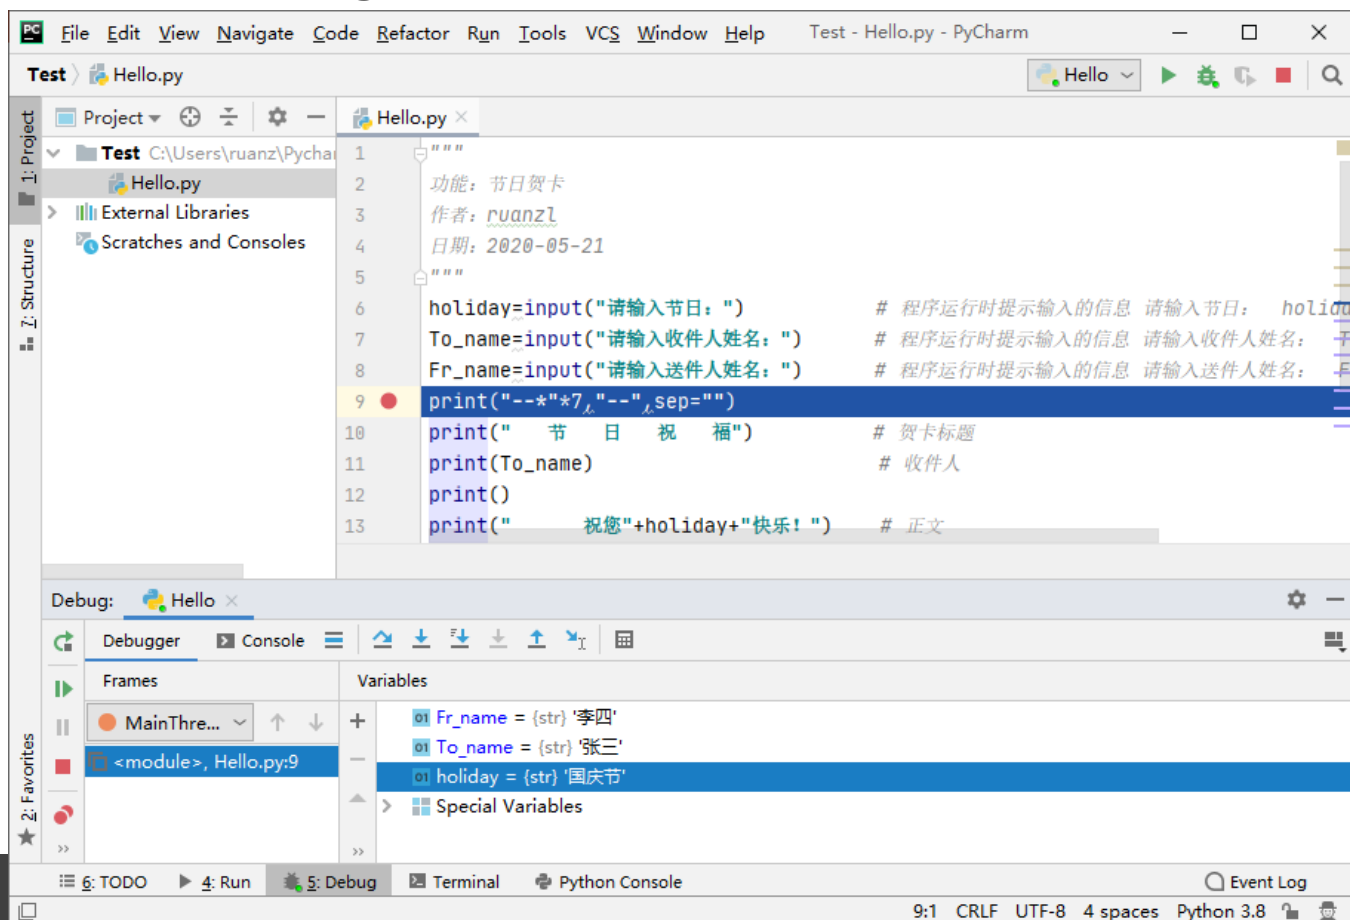 File Edit View Navigate Code Refactor Run Tools VCS Window Help Test - Hello.py - PyCharm
Test Hello.py Hello
1: Project
7: Structure
2: Favorites
Project
Test C:\Users\ruanz\Pychar
Hello.py
External Libraries
Scratches and Consoles
Hello.py
1 """
2 功能：节日贺卡
3 作者：ruanzl
4 日期：2020-05-21
5 """
6 holiday=input("请输入节日：") # 程序运行时提示输入的信息 请输入节日： holida
7 To_name=input("请输入收件人姓名：") # 程序运行时提示输入的信息 请输入收件人姓名： T
8 Fr_name=input("请输入送件人姓名：") # 程序运行时提示输入的信息 请输入送件人姓名： F
9 print("--*"*7,"--",sep="")
10 print(" 节 日 祝 福") # 贺卡标题
11 print(To_name) # 收件人
12 print()
13 print(" 祝您"+holiday+"快乐！") # 正文
Debug: Hello
Debugger Console
Frames Variables
MainThre...
<module>, Hello.py:9
Fr_name = {str} '李四'
To_name = {str} '张三'
holiday = {str} '国庆节'
Special Variables
6: TODO 4: Run 5: Debug Terminal Python Console Event Log
9:1 CRLF UTF-8 4 spaces Python 3.8